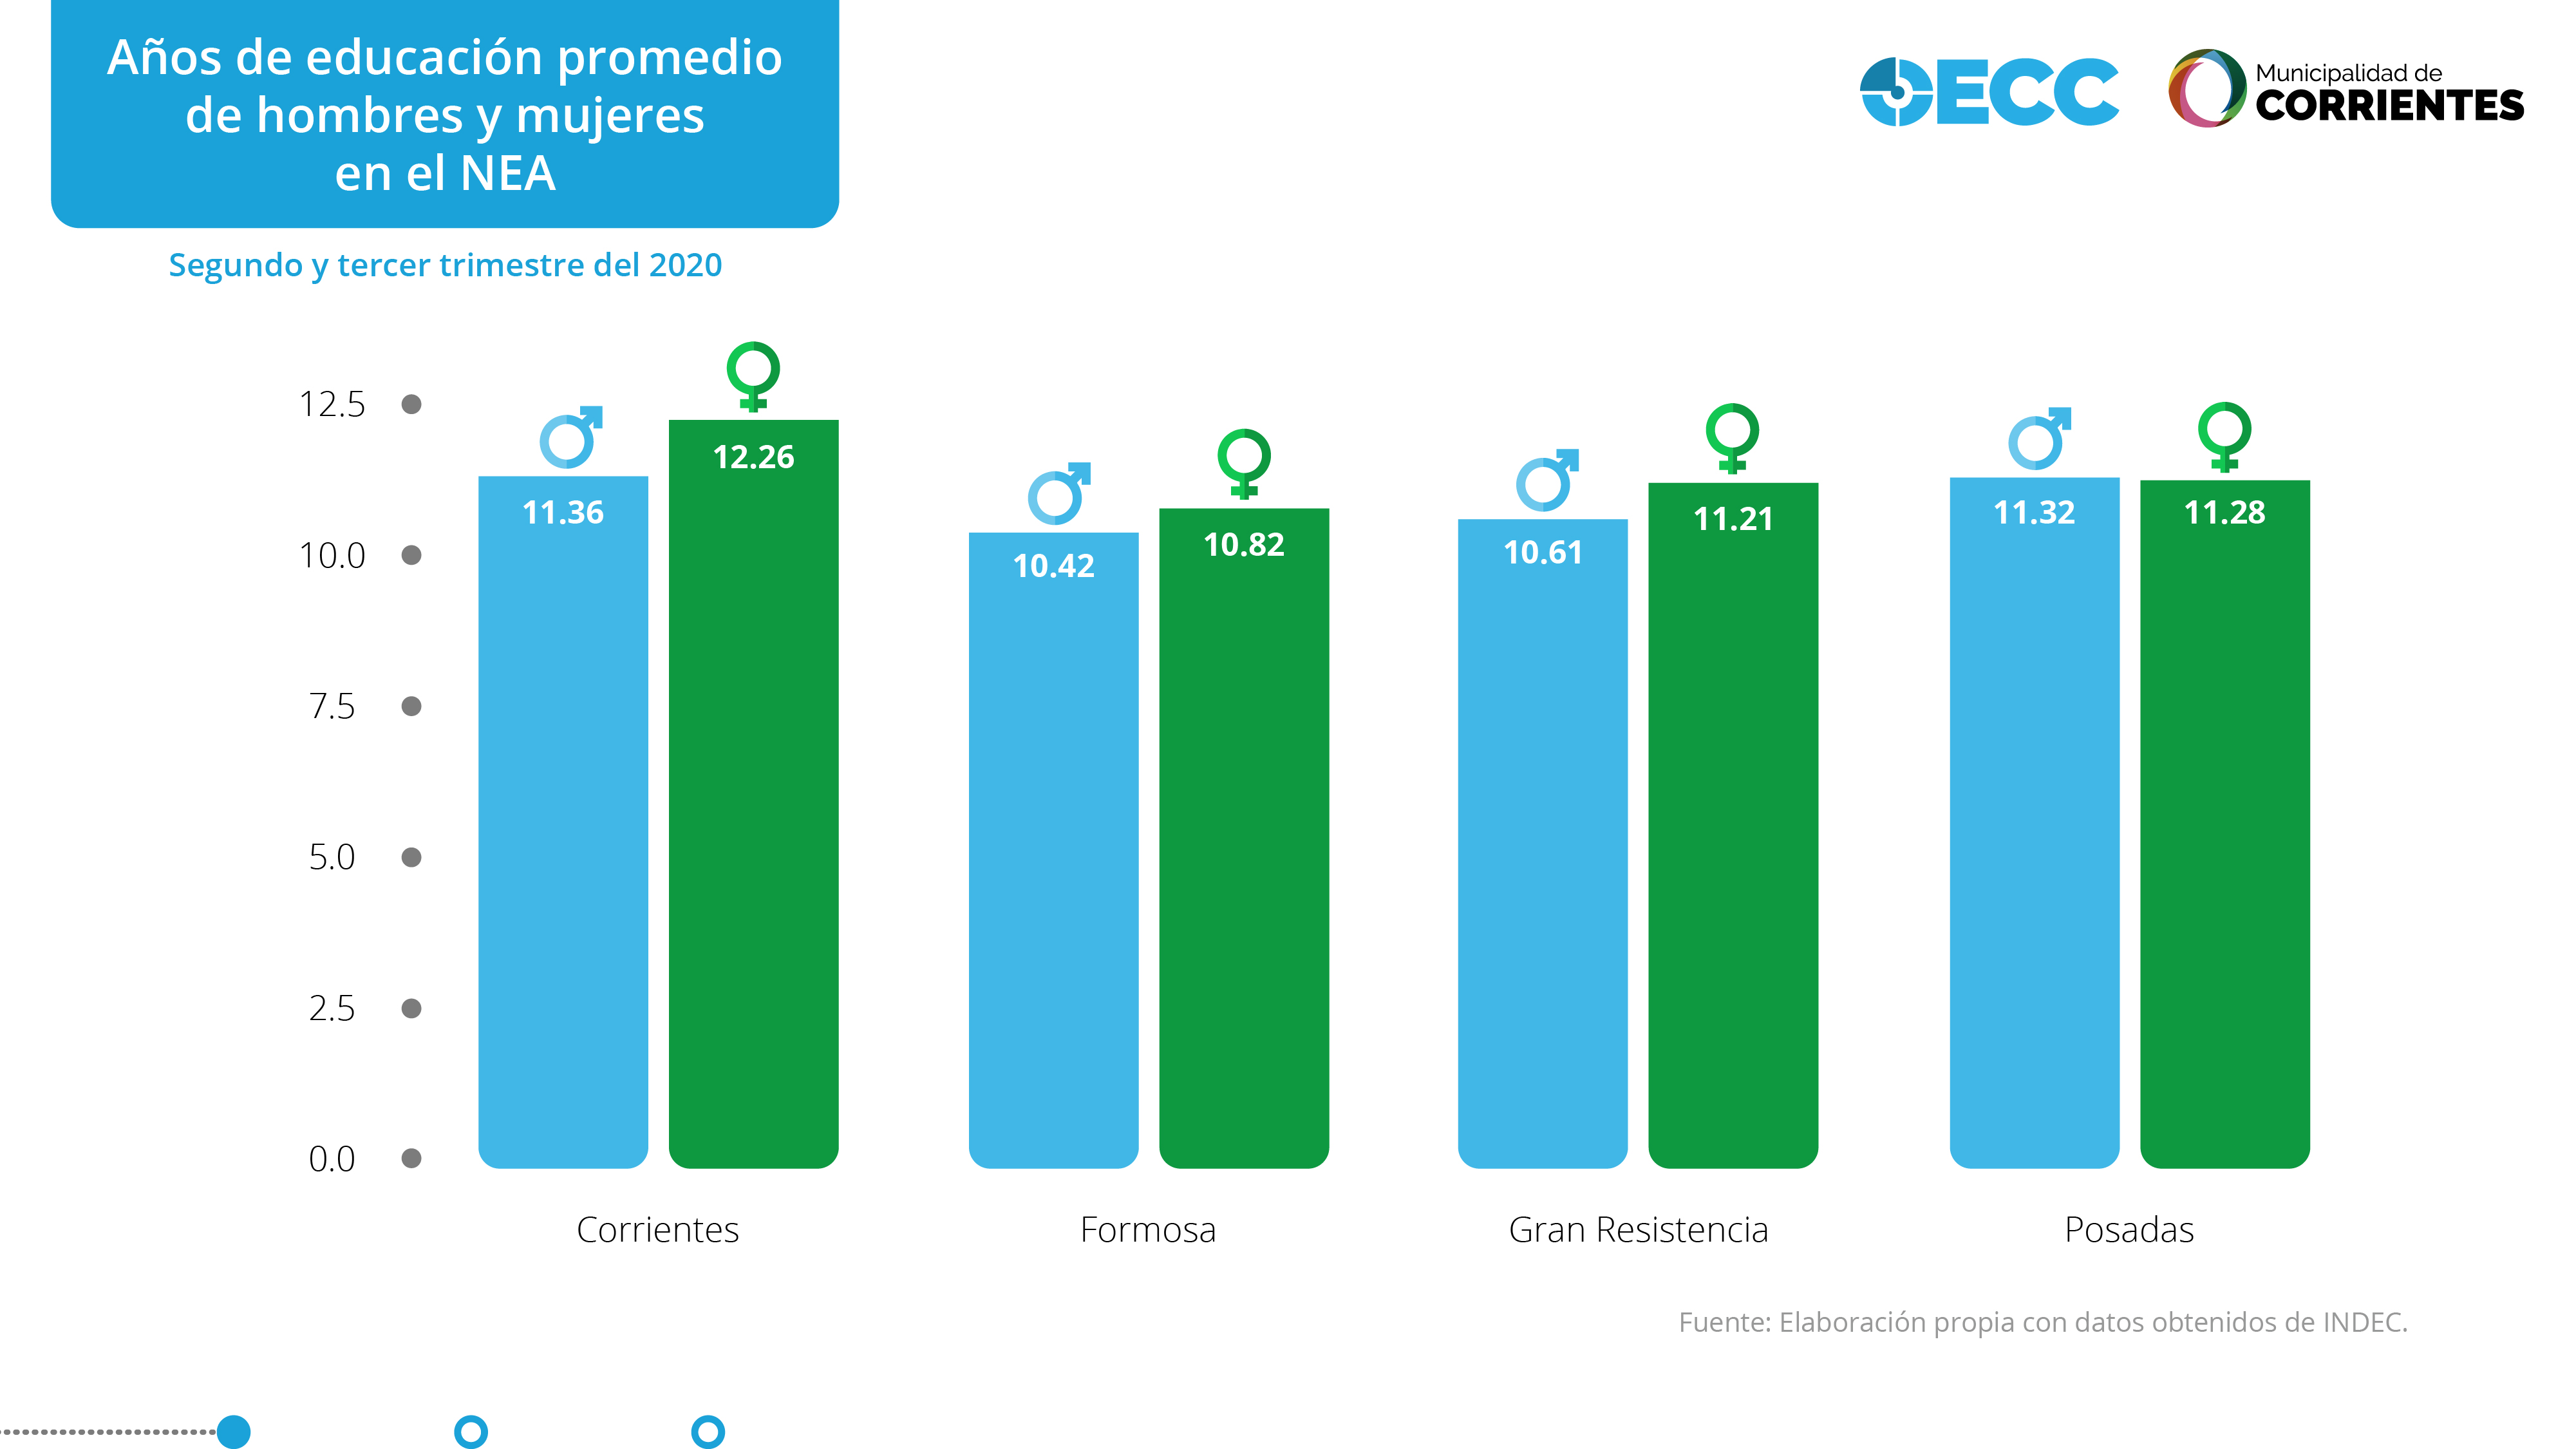 Años de educación promedio
de hombres y mujeres
en el NEA
Segundo y tercer trimestre del 2020
OECC
Municipalidad de
CORRIENTES
12.5
10.0
7.5
5.0
2.5
0.0
11.36
12.26
10.42
10.82
10.61
11.21
11.32
11.28
Corrientes
Formosa
Gran Resistencia
Posadas
Fuente: Elaboración propia con datos obtenidos de INDEC.